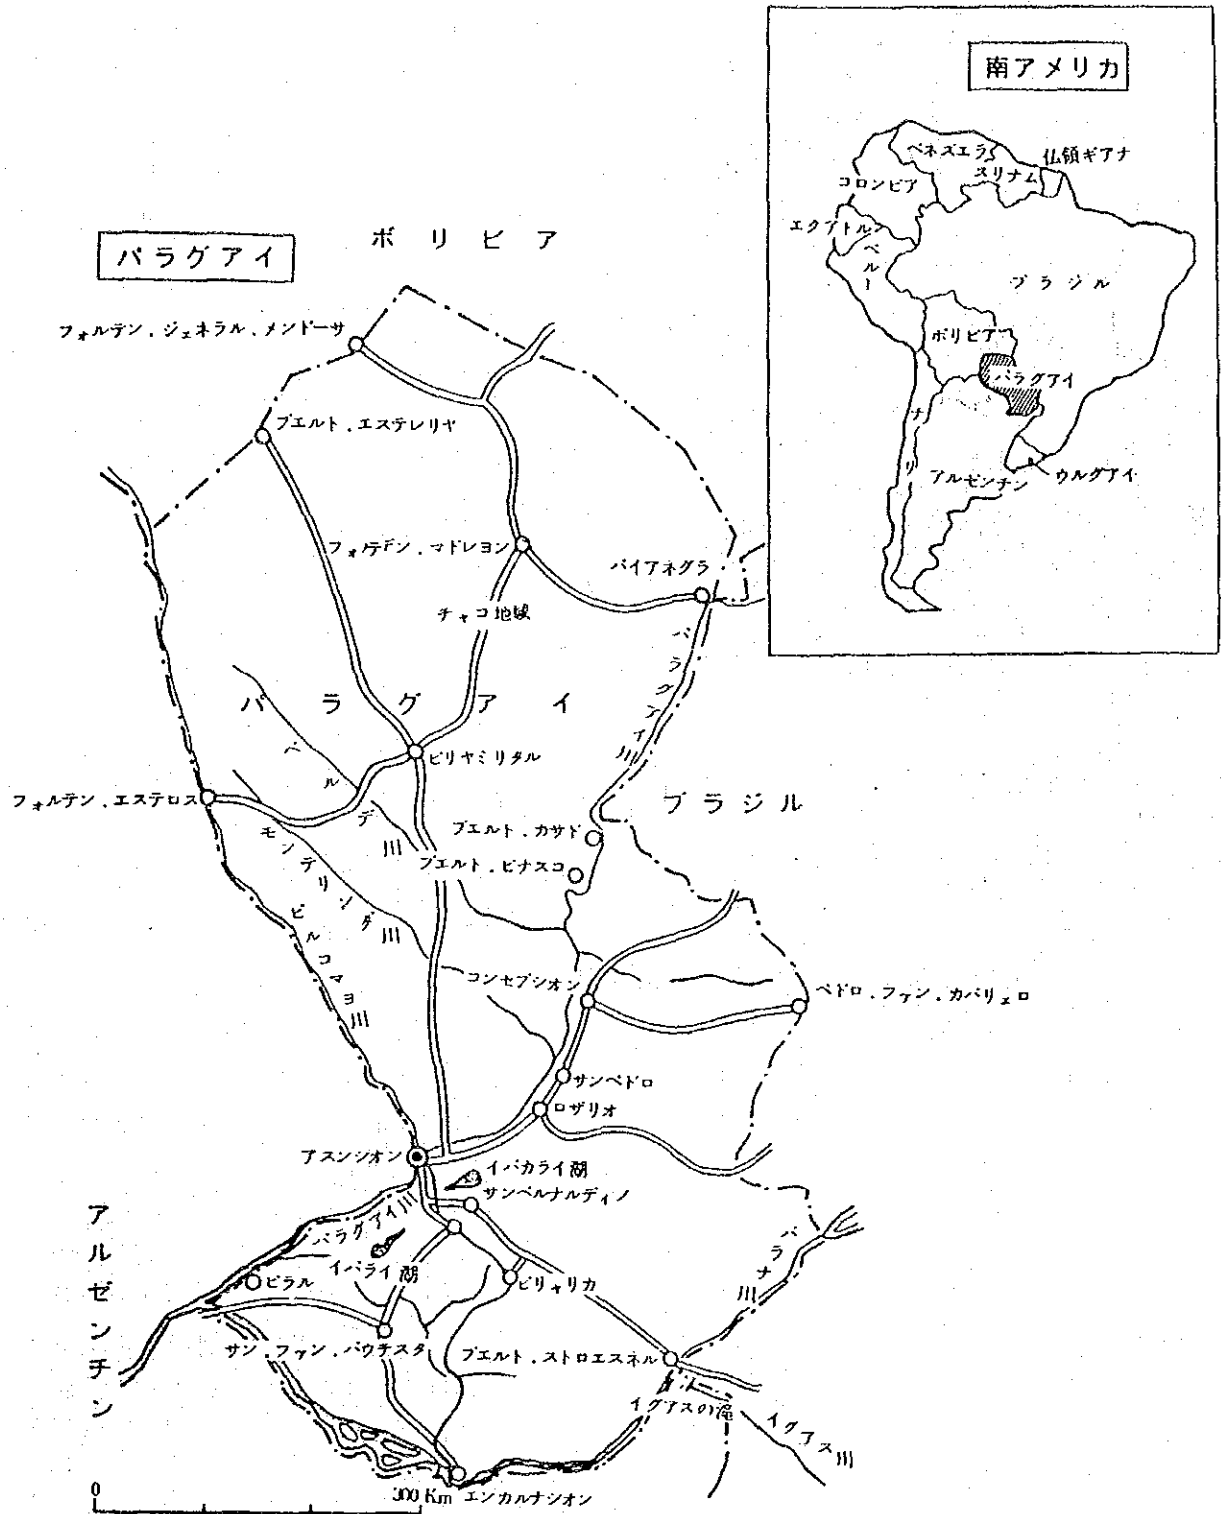 南アメリカ
ベネズエラ
仏領ギアナ
スリナム
コロンビア
エクアトル
ペルー
ブラジル
ボリビア
パラグアイ
チリ
アルゼンチン
ウルグアイ
パラグアイ
ボリビア
フォルテン．ジェネラル．メンドーサ
プエルト．エステレリヤ
フォルテン．マドレヨン
バイアネグラ
チャコ地域
パラグアイ川
パラグアイ
ベルデ川
ビリヤミリタル
フォルテン．エステロス
ブラジル
モンテリンダ川
プエルト．カサド
プエルト．ピナスコ
ピルコマヨ川
コンセプシオン
ペドロ．ファン．カバリェロ
サンペドロ
ロザリオ
アスンシオン
イパカライ湖
サンベルナルディノ
パラグアイ川
イパライ湖
ピラル
ビリャリカ
パラナ川
アルゼンチン
サン．ファン．バウチスタ
プエルト．ストロエスネル
イグアスの滝
イグアス川
エンカルナシオン
0
300Km